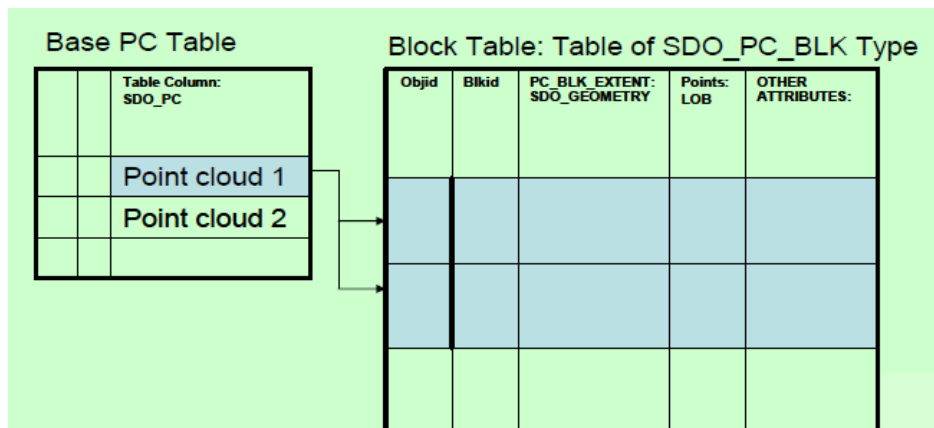 Base PC Table
Block Table: Table of SDO_PC_BLK Type
Table Column:
SDO_PC
Point cloud 1
Point cloud 2
Objid
Blkid
PC_BLK_EXTENT:
SDO_GEOMETRY
Points:
LOB
OTHER
ATTRIBUTES: